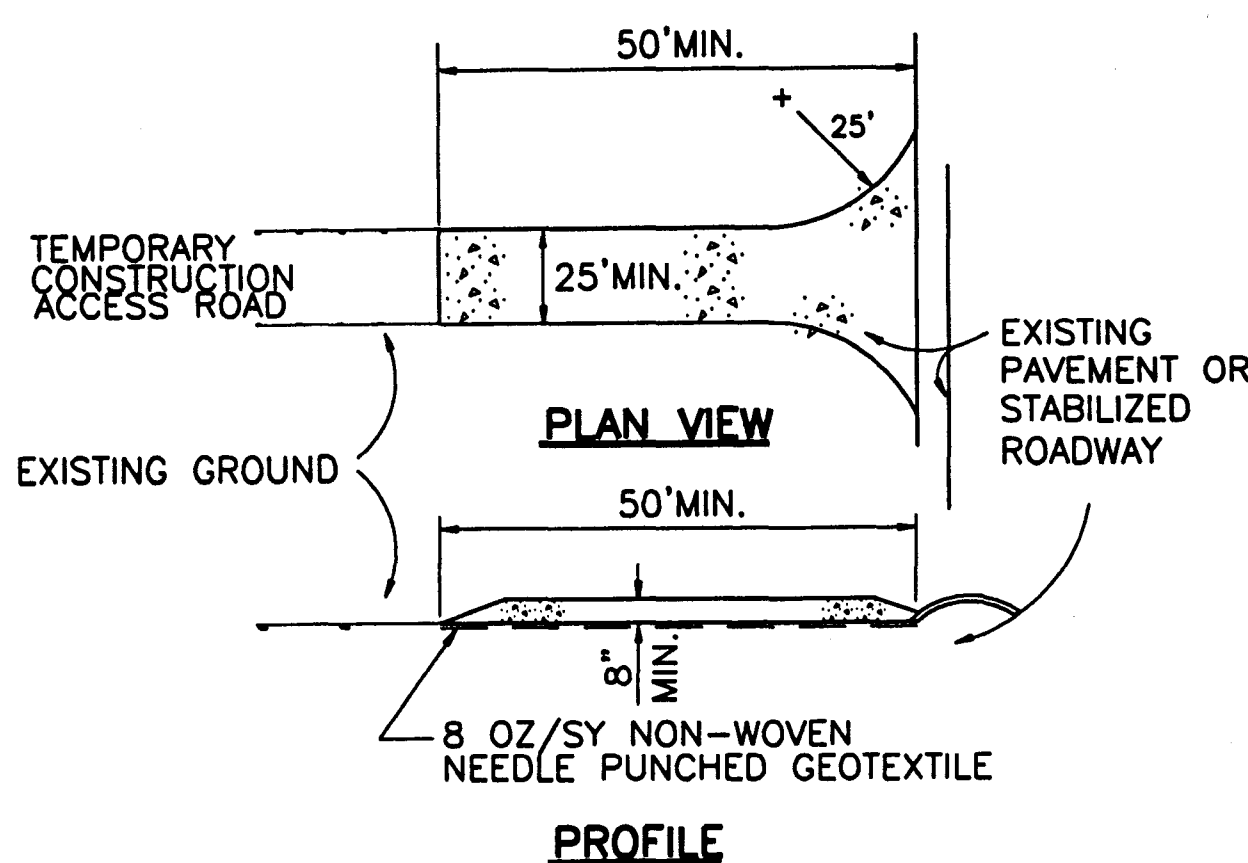 50'MIN.
+
25'
TEMPORARY
CONSTRUCTION
ACCESS ROAD
25'MIN.
EXISTING
PAVEMENT OR
STABILIZED
ROADWAY
PLAN VIEW
EXISTING GROUND
50'MIN.
8"
MIN.
8 OZ/SY NON-WOVEN
NEEDLE PUNCHED GEOTEXTILE
PROFILE